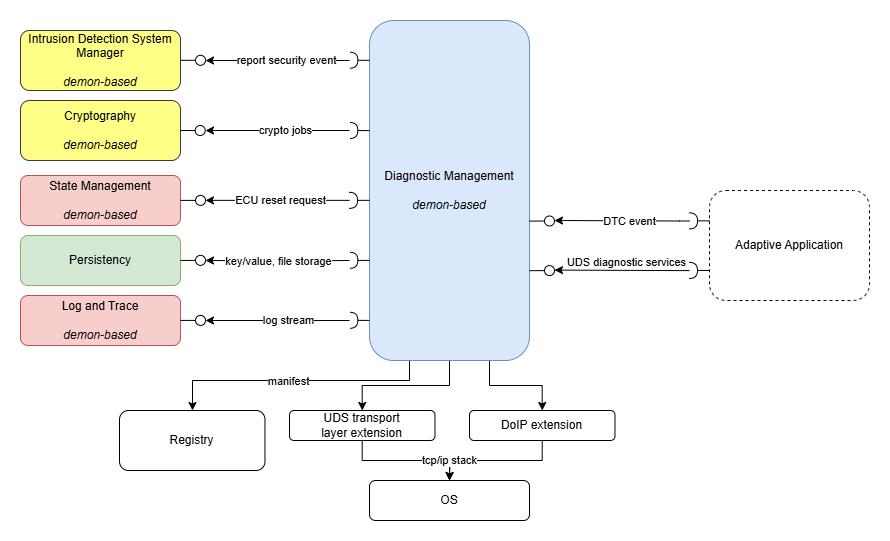 Intrusion Detection System
Manager
demon-based
report security event
Cryptography
demon-based
crypto jobs
State Management
demon-based
ECU reset request
Persistency
key/value, file storage
Log and Trace
demon-based
log stream
Diagnostic Management
demon-based
DTC event
UDS diagnostic services
Adaptive Application
manifest
Registry
UDS transport
layer extension
DoIP extension
tcp/ip stack
OS